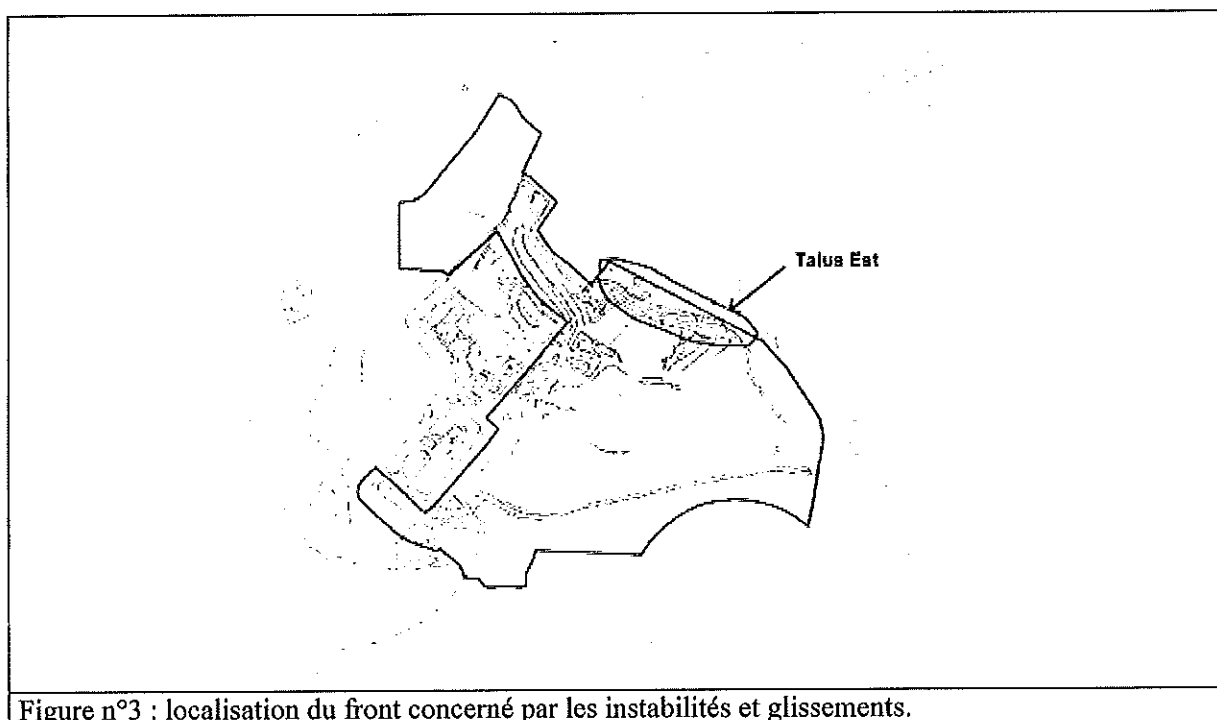 Talus Est
Figure n°3 : localisation du front concerné par les instabilités et glissements.